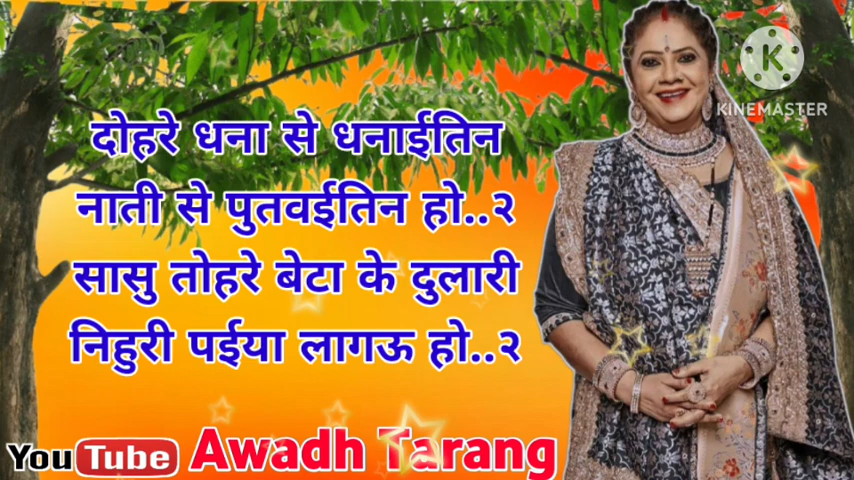 KINEMASTER
दोहरे धना से धनाईतिन
नाती से पुतवईतिन हो..२
सासु तोहरे बेटा के दुलारी
निहुरी पईया लागऊ हो..२
YouTube Awadh Tarang